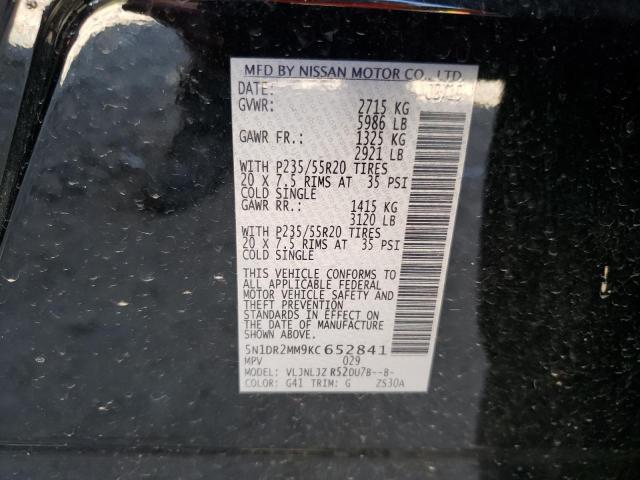 MFD BY NISSAN MOTOR CO., LTD.
DATE:
GVWR: 2715 KG
5986 LB
GAWR FR.: 1325 KG
2921 LB
WITH P235/55R20 TIRES
20 X 7.5 RIMS AT 35 PSI
COLD SINGLE
GAWR RR.: 1415 KG
3120 LB
WITH P235/55R20 TIRES
20 X 7.5 RIMS AT 35 PSI
COLD SINGLE
THIS VEHICLE CONFORMS TO
ALL APPLICABLE FEDERAL
MOTOR VEHICLE SAFETY AND
THEFT PREVENTION
STANDARDS IN EFFECT ON
THE DATE OF MANUFACTURE
SHOWN ABOVE.
5N1DR2MM9KC652841
MPV 029
MODEL: VLJNLJZ R52DU7B--B-
COLOR: G41 TRIM: G ZS30A